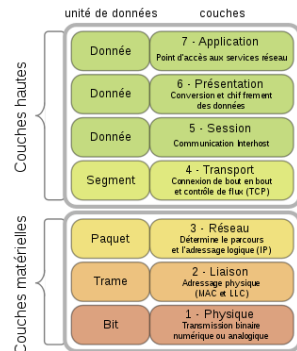 unité de données couches
Couches hautes
Donnée
7 - Application
Point d'accès aux services réseau
Donnée
6 - Présentation
Conversion et chiffrement
des données
Donnée
5 - Session
Communication Interhost
Segment
4 - Transport
Connexion de bout en bout
et contrôle de flux (TCP)
Couches matérielles
Paquet
3 - Réseau
Détermine le parcours
et l'adressage logique (IP)
Trame
2 - Liaison
Adressage physique
(MAC et LLC)
Bit
1 - Physique
Transmission binaire
numérique ou analogique